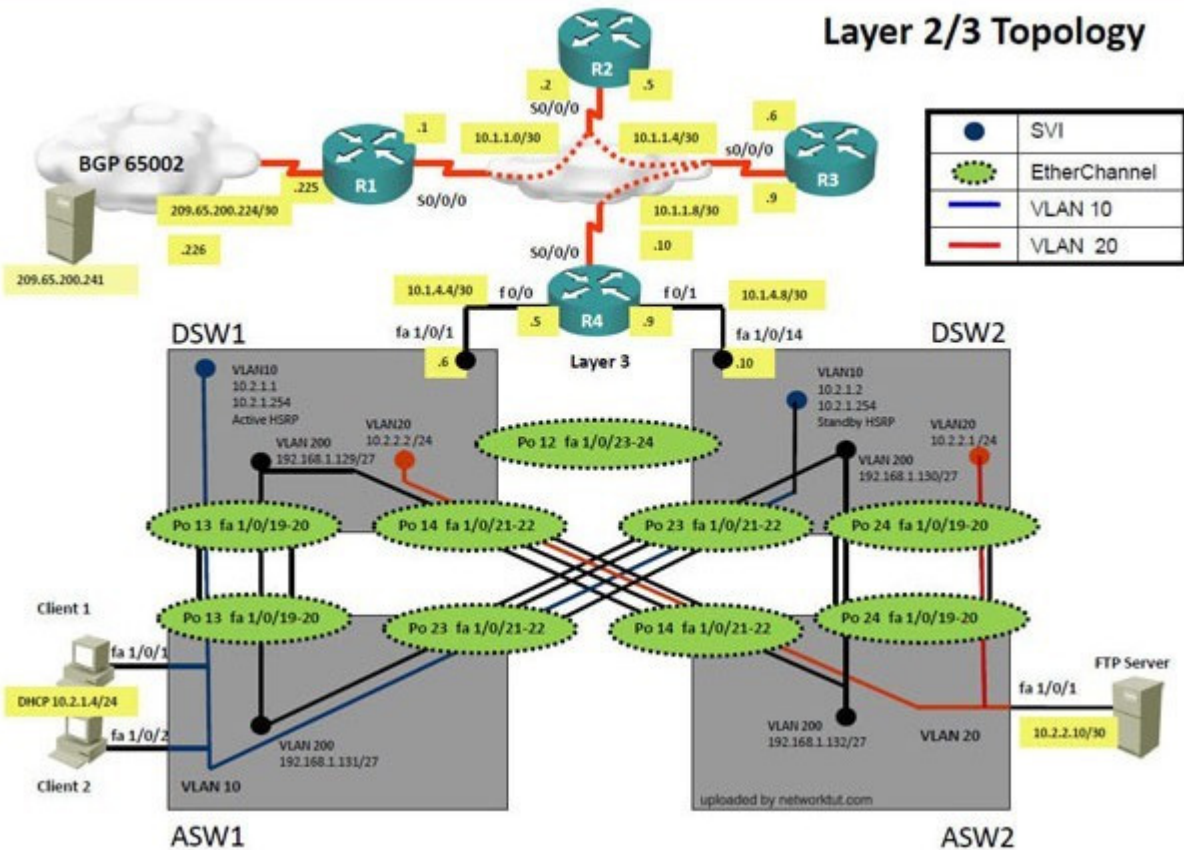 Layer 2/3 Topology
R2
.2
.5
S0/0/0
.1
10.1.1.0/30
10.1.1.4/30
.6
SVI
EtherChannel
VLAN 10
VLAN 20
BGP 65002
.225
R1
S0/0/0
s0/0/0
R3
.9
209.65.200.224/30
.226
10.1.1.8/30
.10
S0/0/0
209.65.200.241
10.1.4.4/30
f 0/0
f 0/1
10.1.4.8/30
.5
R4
.9
DSW1
fa 1/0/1
.6
Layer 3
fa 1/0/14
.10
DSW2
VLAN10
10.2.1.1
10.2.1.254
Active HSRP
VLAN20
10.2.2.2/24
VLAN 200
192.168.1.129/27
Po 12 fa 1/0/23-24
VLAN10
10.2.1.2
10.2.1.254
Standby HSRP
VLAN20
10.2.2.1/24
VLAN 200
192.168.1.130/27
Po 13 fa 1/0/19-20
Po 14 fa 1/0/21-22
Po 23 fa 1/0/21-22
Po 24 fa 1/0/19-20
Po 13 fa 1/0/19-20
Po 23 fa 1/0/21-22
Po 14 fa 1/0/21-22
Po 24 fa 1/0/19-20
Client 1
fa 1/0/1
DHCP 10.2.1.4/24
fa 1/0/2
Client 2
VLAN 200
192.168.1.131/27
VLAN 10
VLAN 200
192.168.1.132/27
VLAN 20
FTP Server
fa 1/0/1
10.2.2.10/30
uploaded by networktut.com
ASW1
ASW2